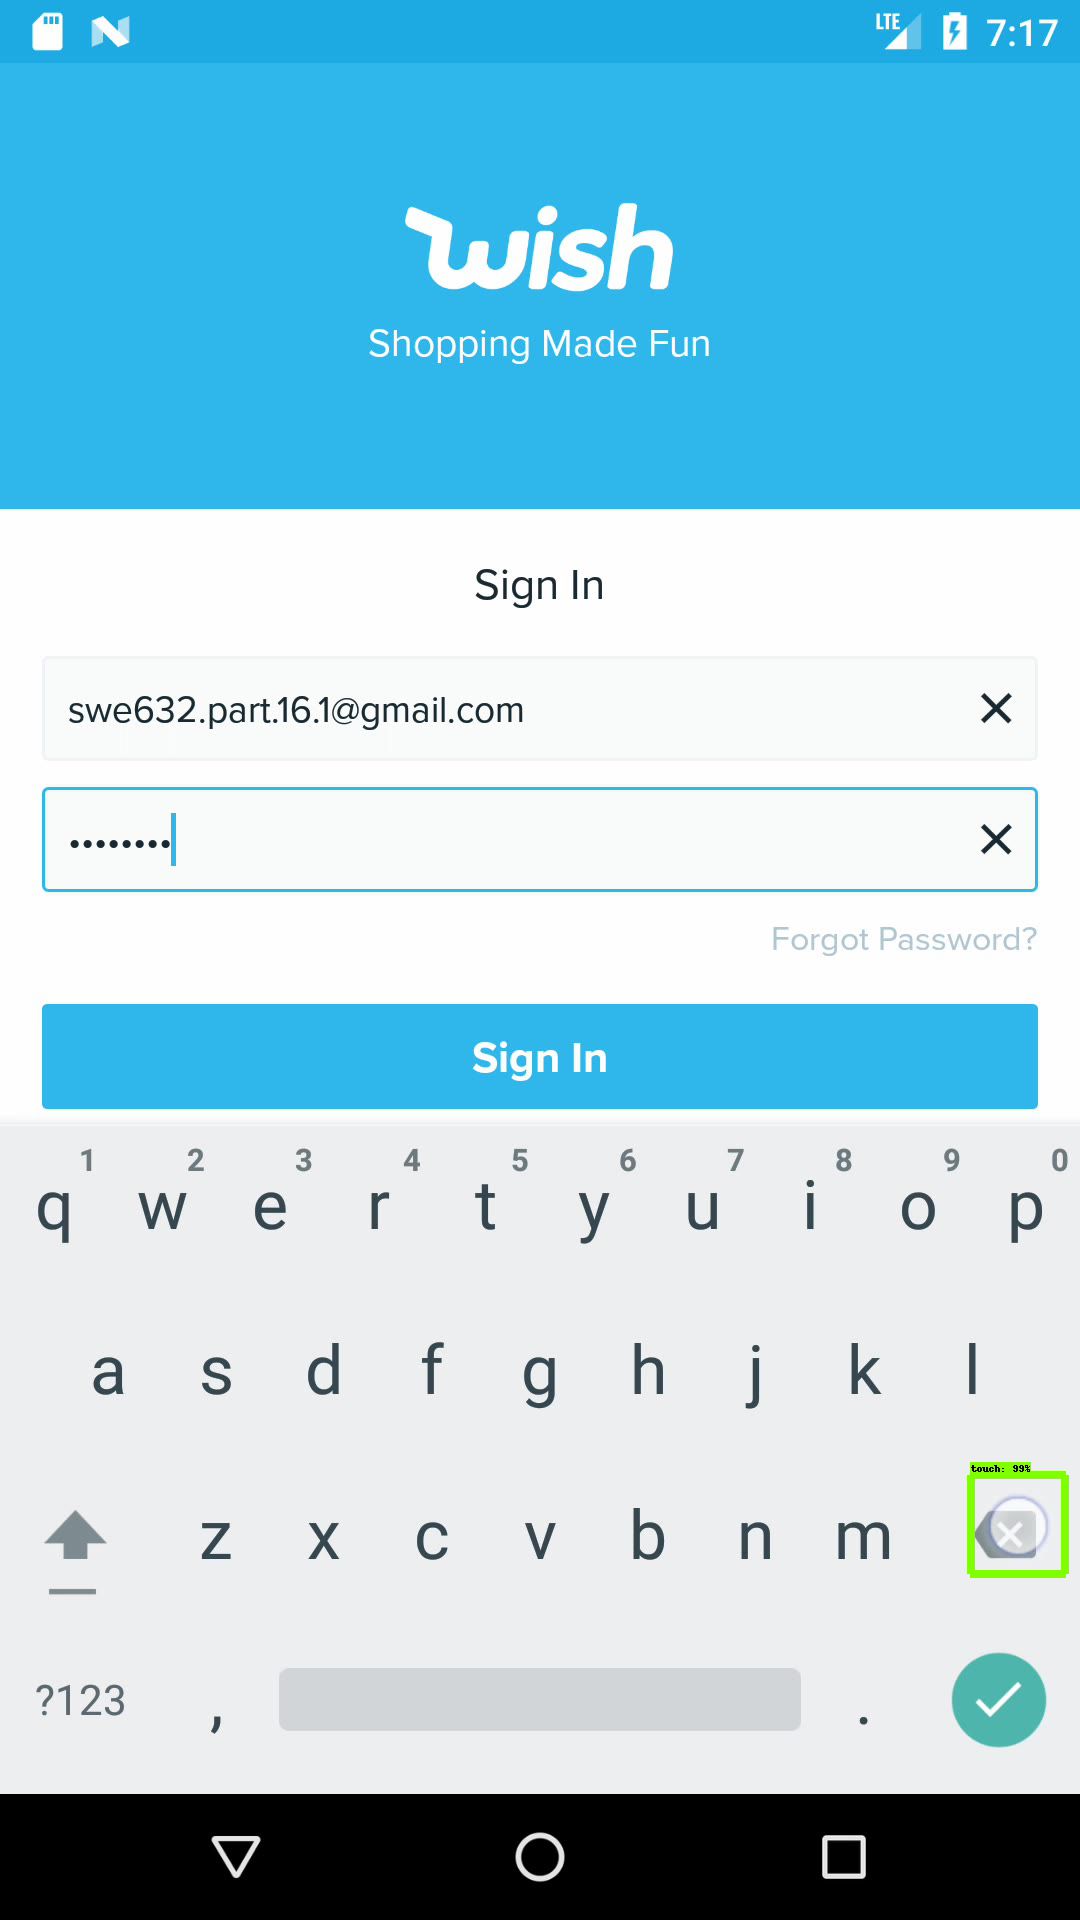 LTE 7:17
wish
Shopping Made Fun
Sign In
swe632.part.16.1@gmail.com
••••••••
Forgot Password?
Sign In
1 2 3 4 5 6 7 8 9 0
q w e r t y u i o p
a s d f g h j k l
touch: 99%
z x c v b n m
?123 , .